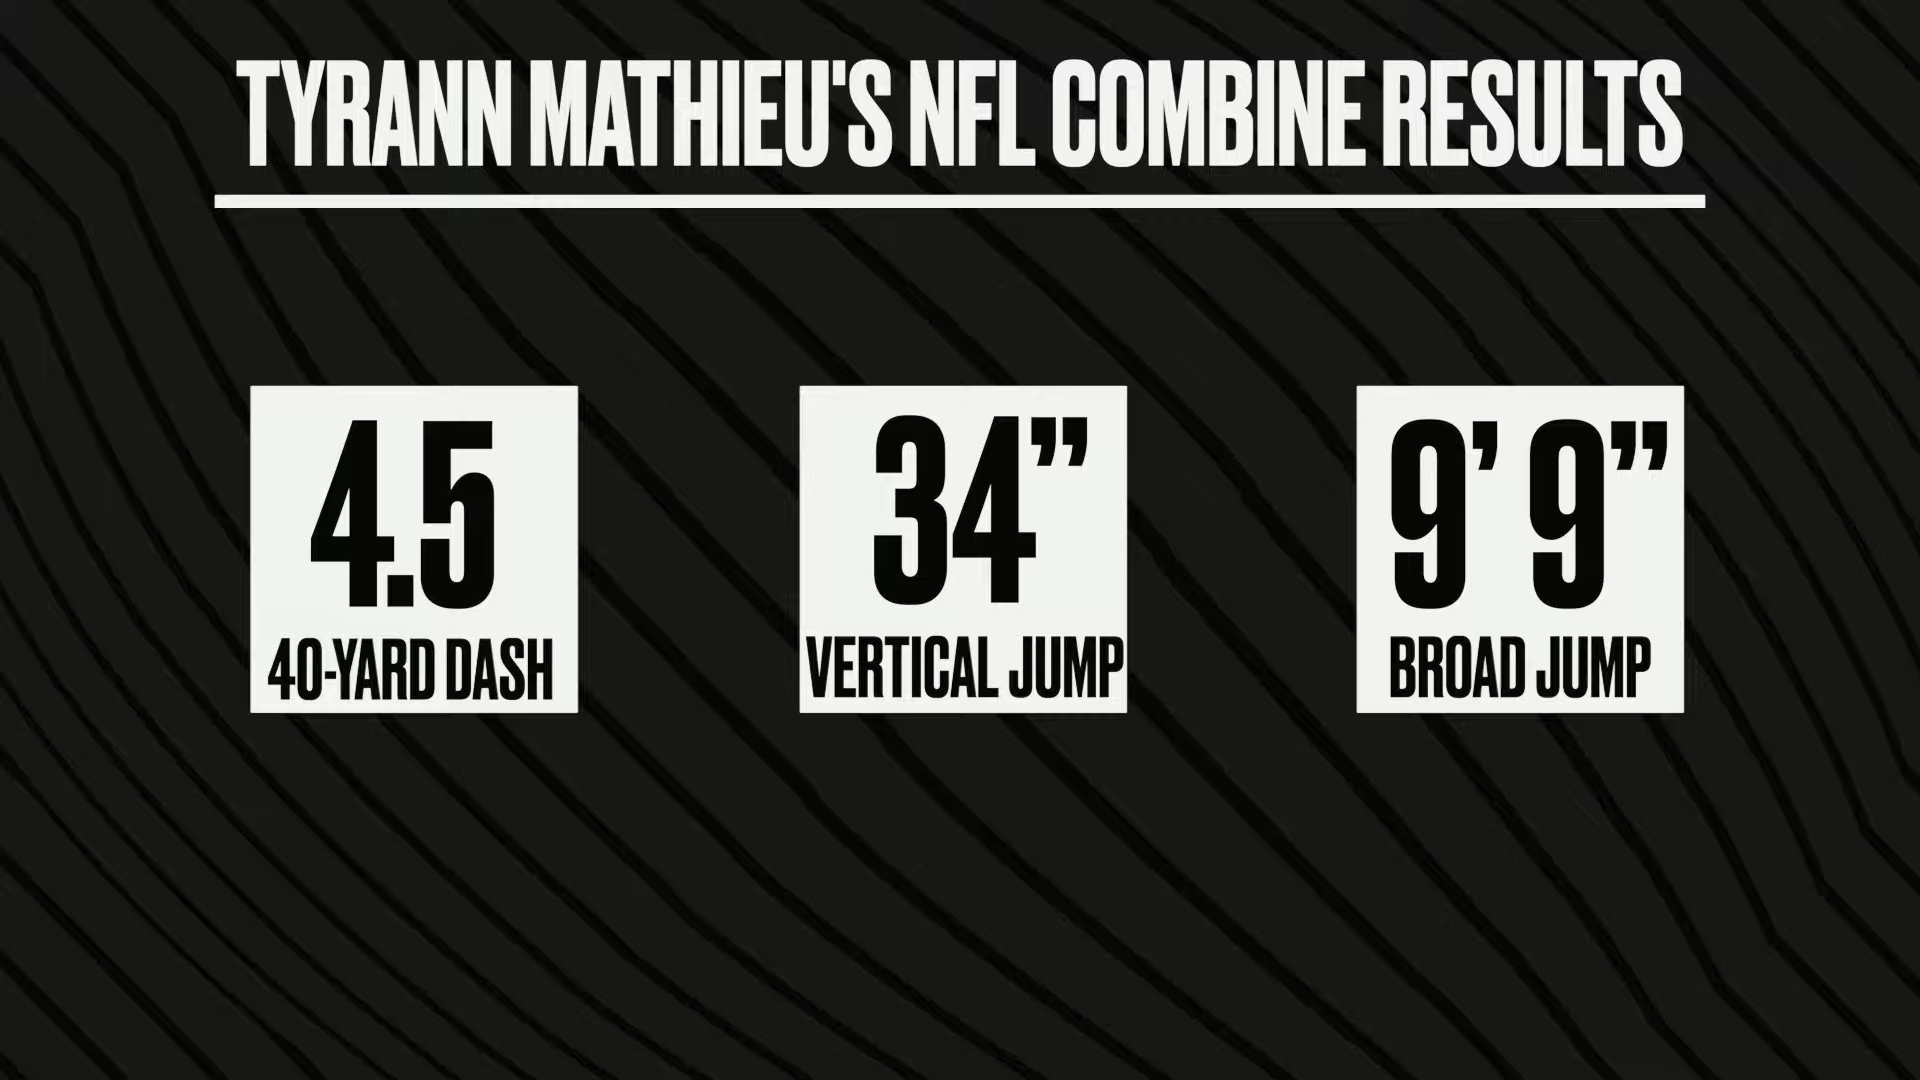 TYRANN MATHIEU'S NFL COMBINE RESULTS
4.5
40-YARD DASH
34”
VERTICAL JUMP
9’ 9”
BROAD JUMP